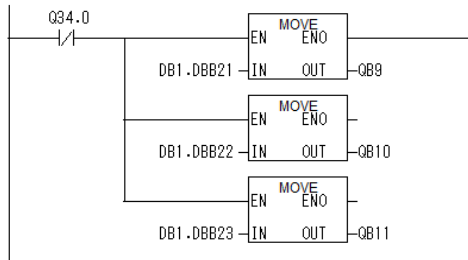 Q34.0
MOVE
EN ENO
DB1.DBB21 IN OUT QB9
MOVE
EN ENO
DB1.DBB22 IN OUT QB10
MOVE
EN ENO
DB1.DBB23 IN OUT QB11